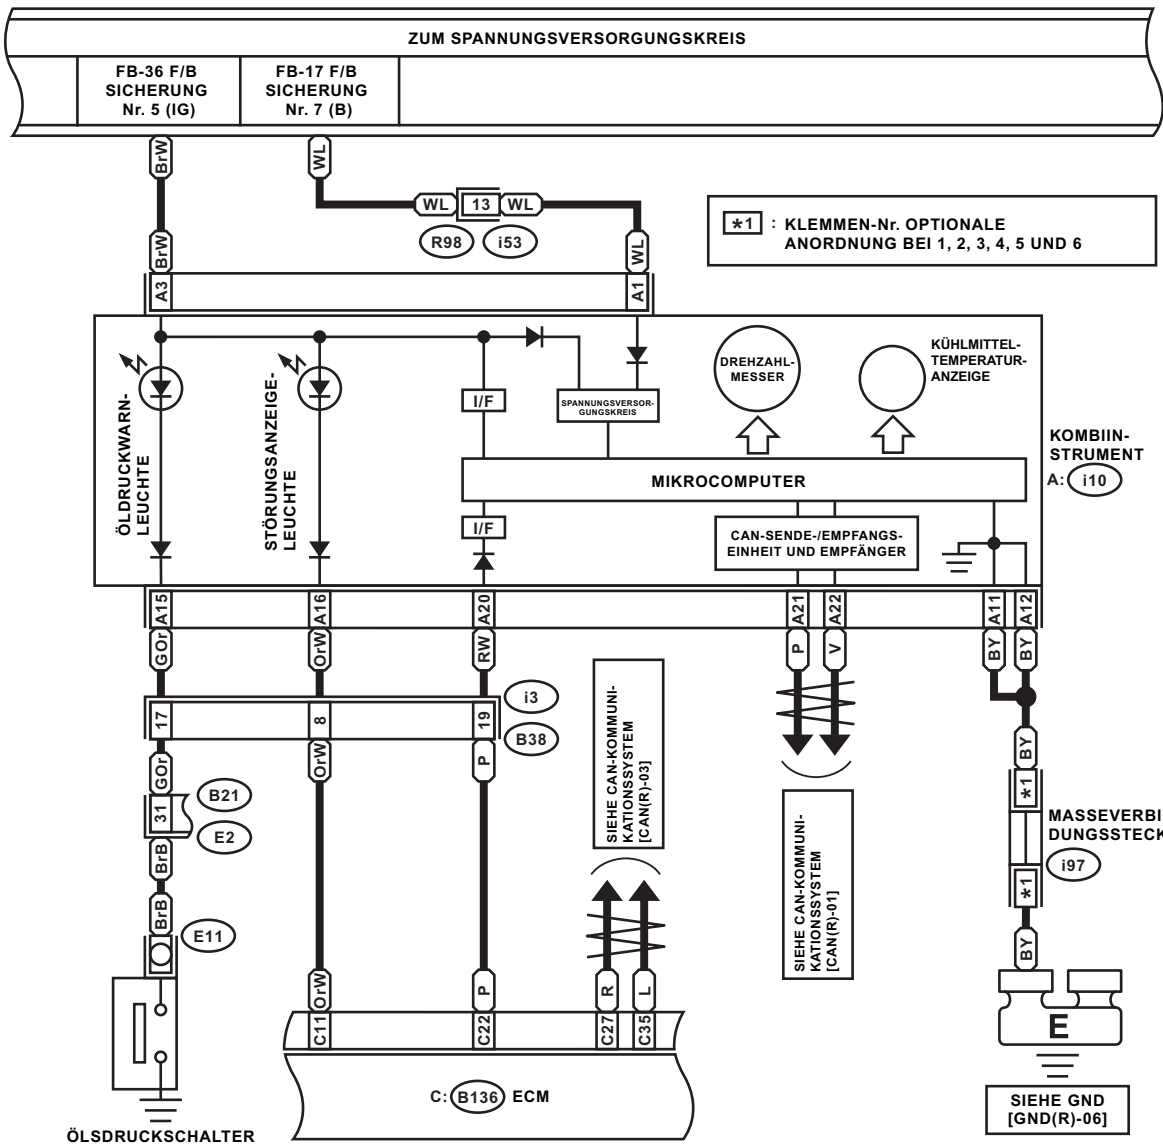 ZUM SPANNUNGSVERSORGUNGSKREIS
FB-36 F/B
SICHERUNG
Nr. 5 (IG)
FB-17 F/B
SICHERUNG
Nr. 7 (B)
BrW
WL
WL
13
WL
R98
i53
BrW
WL
*1 : KLEMMEN-Nr. OPTIONALE
ANORDNUNG BEI 1, 2, 3, 4, 5 UND 6
A3
A1
ÖLDRUCKWARN-
LEUCHTE
STÖRUNGSANZEIGE-
LEUCHTE
I/F
SPANNUNGSVERSOR-
GUNGSKREIS
DREHZAHL-
MESSER
KÜHLMITTEL-
TEMPERATUR-
ANZEIGE
MIKROCOMPUTER
KOMBIIN-
STRUMENT
A: i10
I/F
CAN-SENDE-/EMPFANGS-
EINHEIT UND EMPFÄNGER
A15
A16
A20
A21
A22
A11
A12
GOr
OrW
RW
P
V
BY
BY
i3
17
8
19
B38
GOr
OrW
P
SIEHE CAN-KOMMUNI-
KATIONSSYSTEM
[CAN(R)-03]
SIEHE CAN-KOMMUNI-
KATIONSSYSTEM
[CAN(R)-01]
BY
*1
MASSEVERBI
DUNGSSTECK
i97
*1
BY
31
B21
E2
BrB
BrB
E11
OrW
P
R
L
C11
C22
C27
C35
C: B136 ECM
E
SIEHE GND
[GND(R)-06]
ÖLSDRUCKSCHALTER